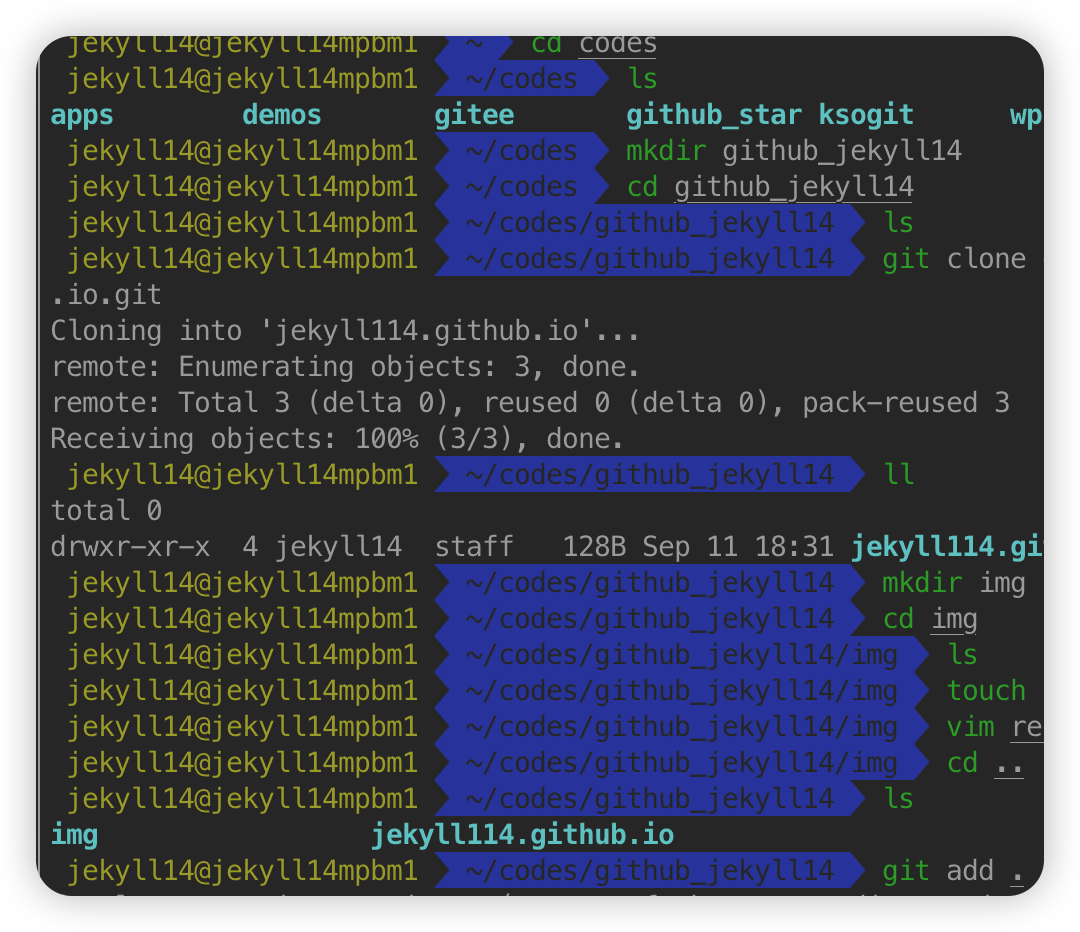 jekyll14@jekyll14mpbm1 ~ cd codes
jekyll14@jekyll14mpbm1 ~/codes ls
apps demos gitee github_star ksogit wp
jekyll14@jekyll14mpbm1 ~/codes mkdir github_jekyll14
jekyll14@jekyll14mpbm1 ~/codes cd github_jekyll14
jekyll14@jekyll14mpbm1 ~/codes/github_jekyll14 ls
jekyll14@jekyll14mpbm1 ~/codes/github_jekyll14 git clone
.io.git
Cloning into 'jekyll114.github.io'...
remote: Enumerating objects: 3, done.
remote: Total 3 (delta 0), reused 0 (delta 0), pack-reused 3
Receiving objects: 100% (3/3), done.
jekyll14@jekyll14mpbm1 ~/codes/github_jekyll14 ll
total 0
drwxr-xr-x 4 jekyll14 staff 128B Sep 11 18:31 jekyll114.gi
jekyll14@jekyll14mpbm1 ~/codes/github_jekyll14 mkdir img
jekyll14@jekyll14mpbm1 ~/codes/github_jekyll14 cd img
jekyll14@jekyll14mpbm1 ~/codes/github_jekyll14/img ls
jekyll14@jekyll14mpbm1 ~/codes/github_jekyll14/img touch
jekyll14@jekyll14mpbm1 ~/codes/github_jekyll14/img vim re
jekyll14@jekyll14mpbm1 ~/codes/github_jekyll14/img cd ..
jekyll14@jekyll14mpbm1 ~/codes/github_jekyll14 ls
img jekyll114.github.io
jekyll14@jekyll14mpbm1 ~/codes/github_jekyll14 git add .